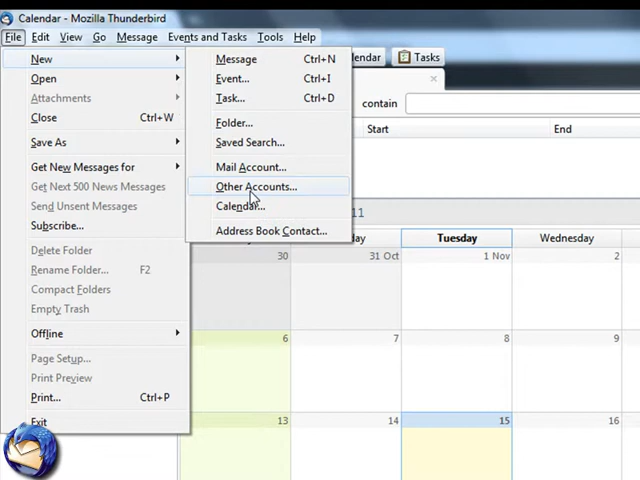 Calendar - Mozilla Thunderbird
File Edit View Go Message Events and Tasks Tools Help
New
Open
Attachments
Close Ctrl+W
Save As
Get New Messages for
Get Next 500 News Messages
Send Unsent Messages
Subscribe...
Delete Folder
Rename Folder... F2
Compact Folders
Empty Trash
Offline
Page Setup...
Print Preview
Print... Ctrl+P
Exit
Message Ctrl+N
Event... Ctrl+I
Task... Ctrl+D
Folder...
Saved Search...
Mail Account...
Other Accounts...
Calendar...
Address Book Contact...
Tasks
contain
Start End
11
Tuesday Wednesday
30 31 Oct 1 Nov 2
6 7 8 9
13 14 15 16